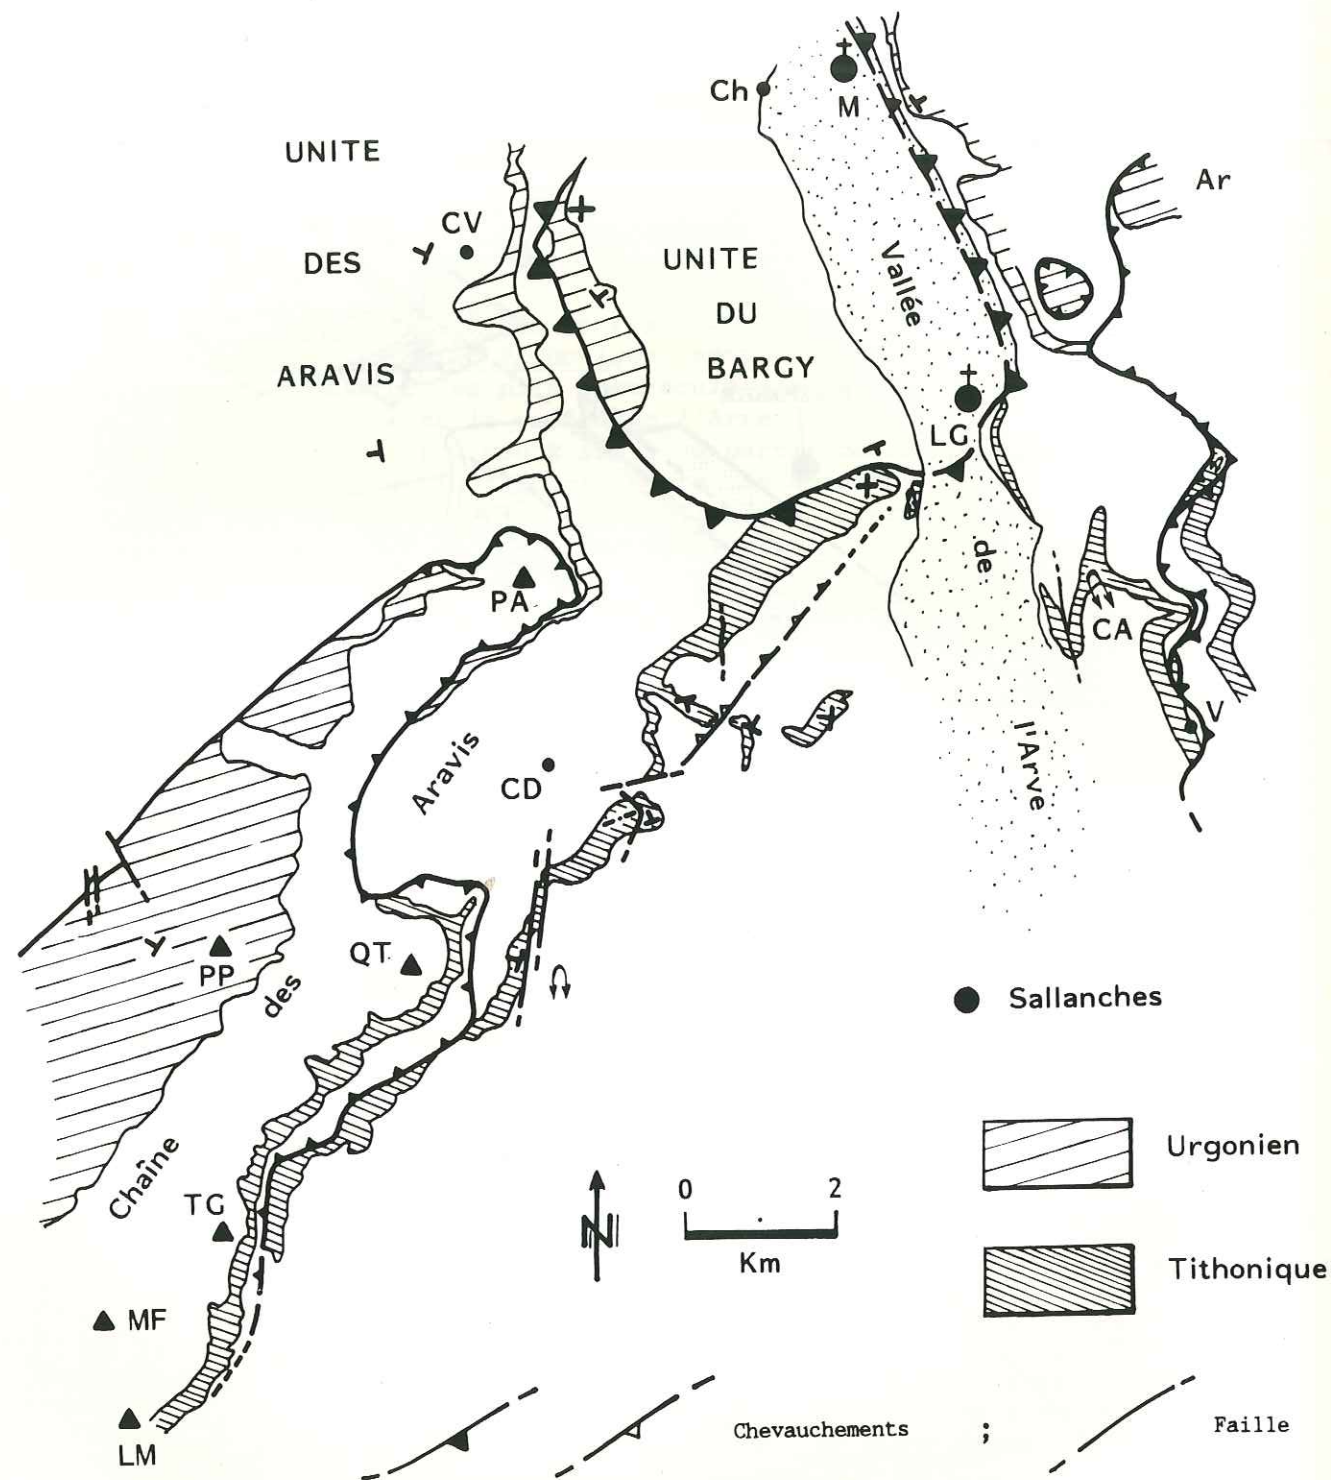 Ch
M
UNITE
DES
ARAVIS
CV
UNITE
DU
BARGY
Ar
Vallée
de
l'Arve
LG
PA
CA
V
Aravis
CD
QT
PP
des
Chaîne
TG
MF
LM
Sallanches
Urgonien
Tithonique
N
0 2
Km
Chevauchements ; Faille